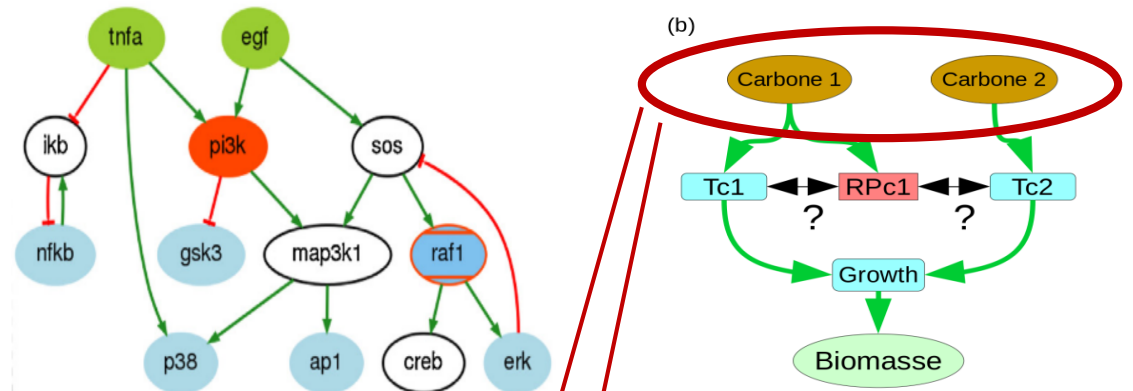 (b)
tnfa
egf
Carbone 1
Carbone 2
ikb
pi3k
sos
Tc1
RPc1
Tc2
?
?
nfkb
gsk3
map3k1
raf1
Growth
p38
ap1
creb
erk
Biomasse